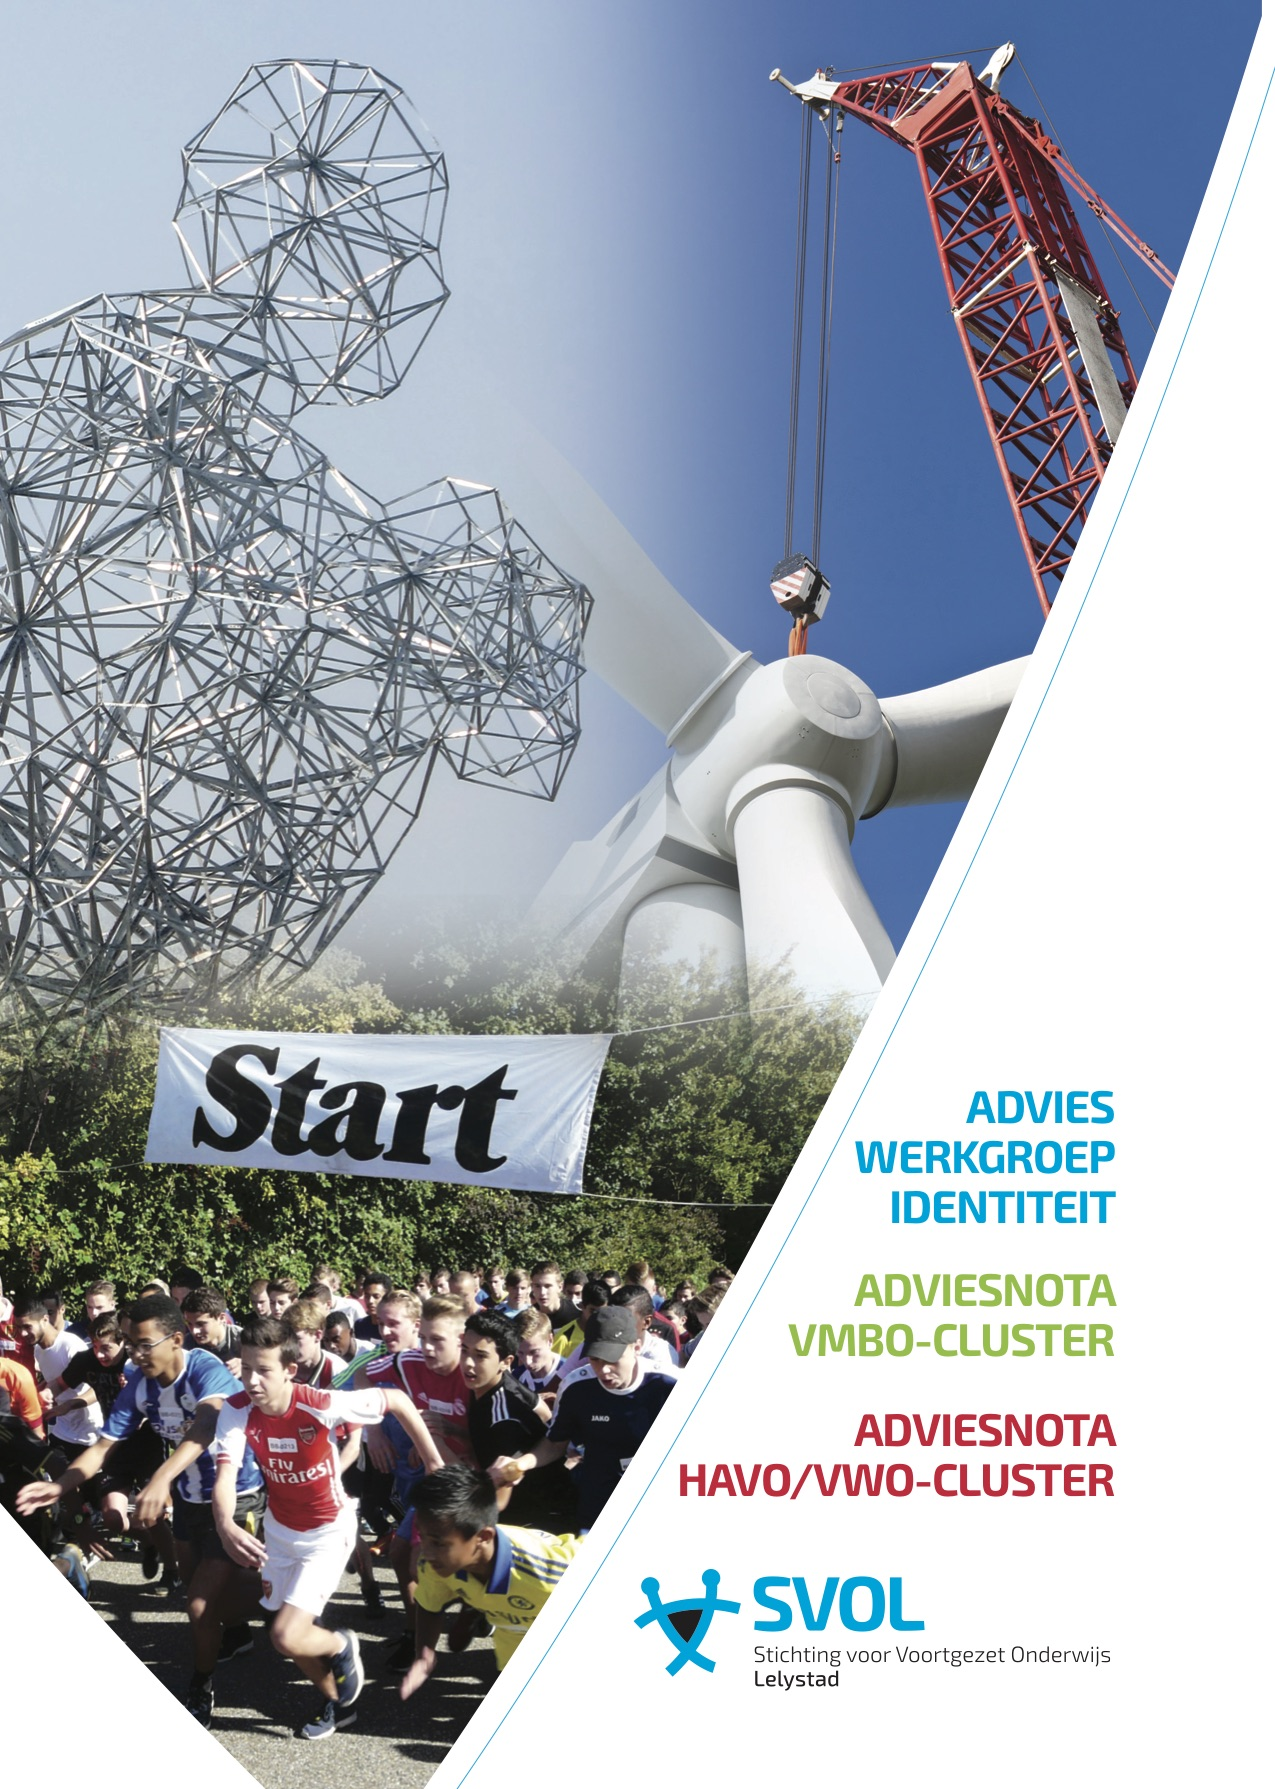 Start
JAKO
Fly
Emirates
ADVIES
WERKGROEP
IDENTITEIT
ADVIESNOTA
VMBO-CLUSTER
ADVIESNOTA
HAVO/VWO-CLUSTER
SVOL
Stichting voor Voortgezet Onderwijs
Lelystad